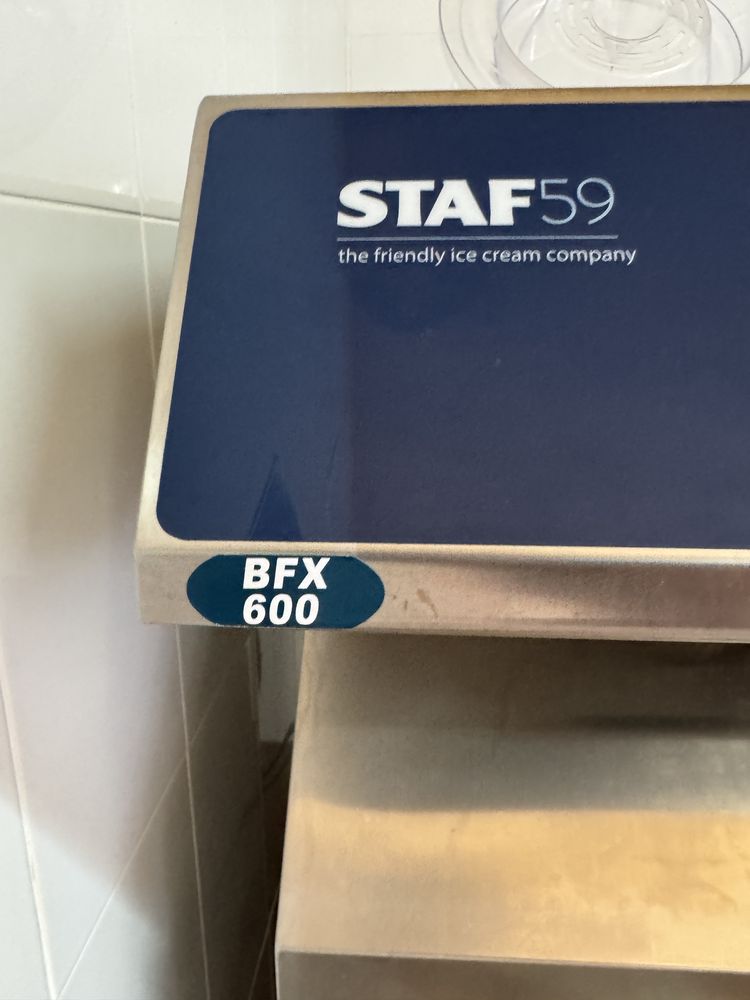 STAF59
the friendly ice cream company
BFX
600